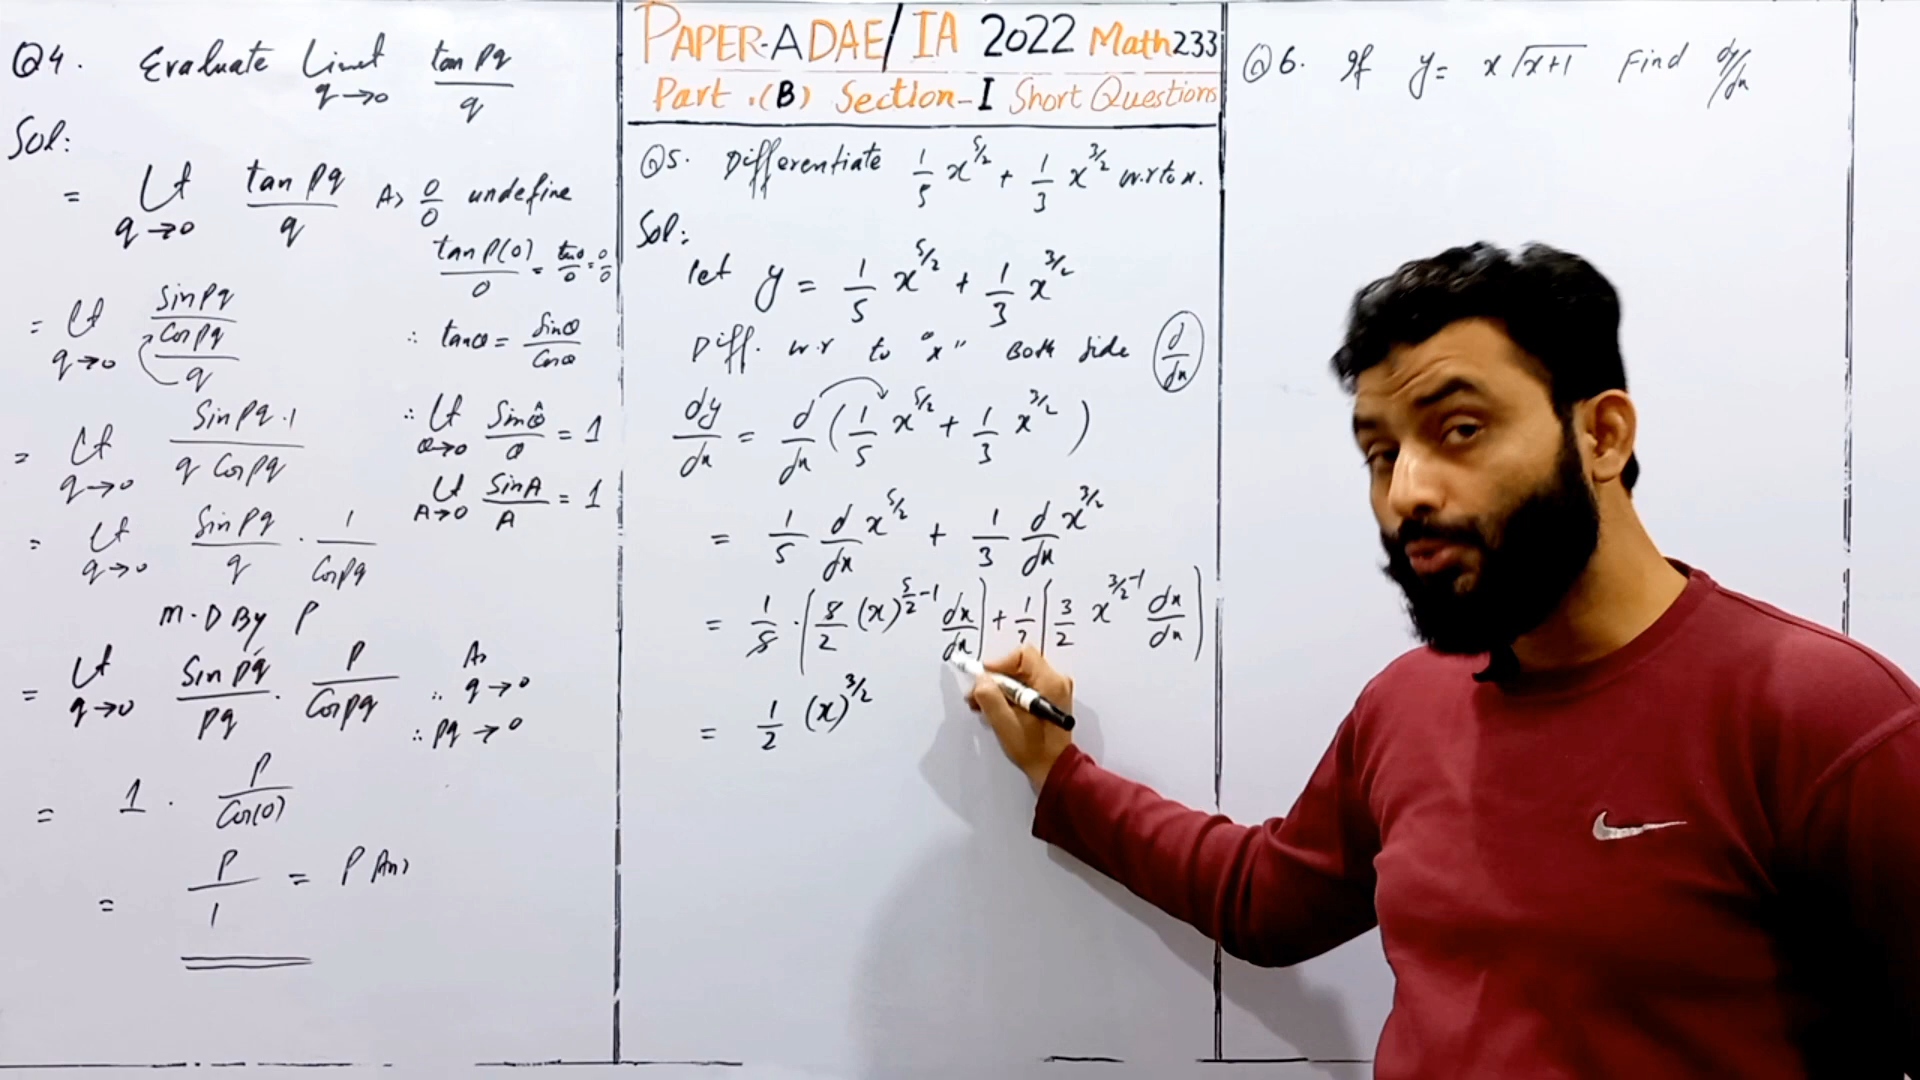 Q4. Evaluate Limit q→0 tan pq / q
Sol:
= Lt q→0 tan pq / q As 0/0 undefine
tan p(0) / 0 = tan0 / 0 = 0/0
= Lt q→0 Sin pq / Cos pq / q ∴ tanθ = Sinθ / Cosθ
= Lt q→0 Sin pq . 1 / q Cos pq ∴ Lt θ→0 Sinθ / θ = 1
Lt A→0 SinA / A = 1
= Lt q→0 Sin pq / q . 1 / Cos pq
M.D By P
= Lt q→0 Sin pq / pq . P / Cos pq As ∴ q→0
∴ pq→0
= 1 . P / Cos(0)
= P / 1 = P Ans
PAPER-A DAE/IA 2022 Math 233
Part.(B) Section-I Short Questions
Q5. Differentiate 1/5 x^5/2 + 1/3 x^3/2 w.r to x.
Sol:
let y = 1/5 x^5/2 + 1/3 x^3/2
Diff. w.r to "x" Both side (d/dx)
dy/dx = d/dx (1/5 x^5/2 + 1/3 x^3/2)
= 1/5 d/dx x^5/2 + 1/3 d/dx x^3/2
= 1/5 . (5/2 (x)^5/2-1 dx/dx) + 1/3 (3/2 x^3/2-1 dx/dx)
= 1/2 (x)^3/2
Q6. If y = x √x+1 Find dy/dx